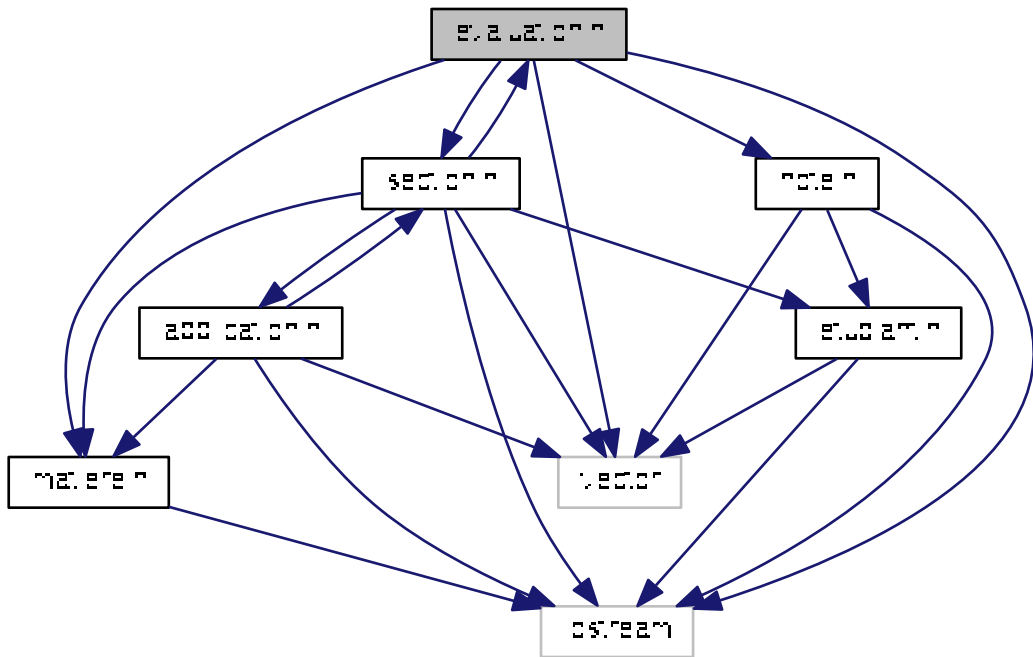 evaluation.h
section.h
note.h
application.h
etudiant.h
matiere.h
vector
iostream